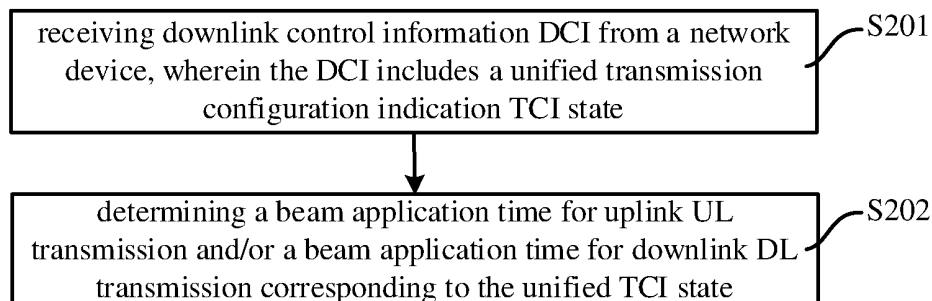 receiving downlink control information DCI from a network
device, wherein the DCI includes a unified transmission
configuration indication TCI state
S201
determining a beam application time for uplink UL
transmission and/or a beam application time for downlink DL
transmission corresponding to the unified TCI state
S202